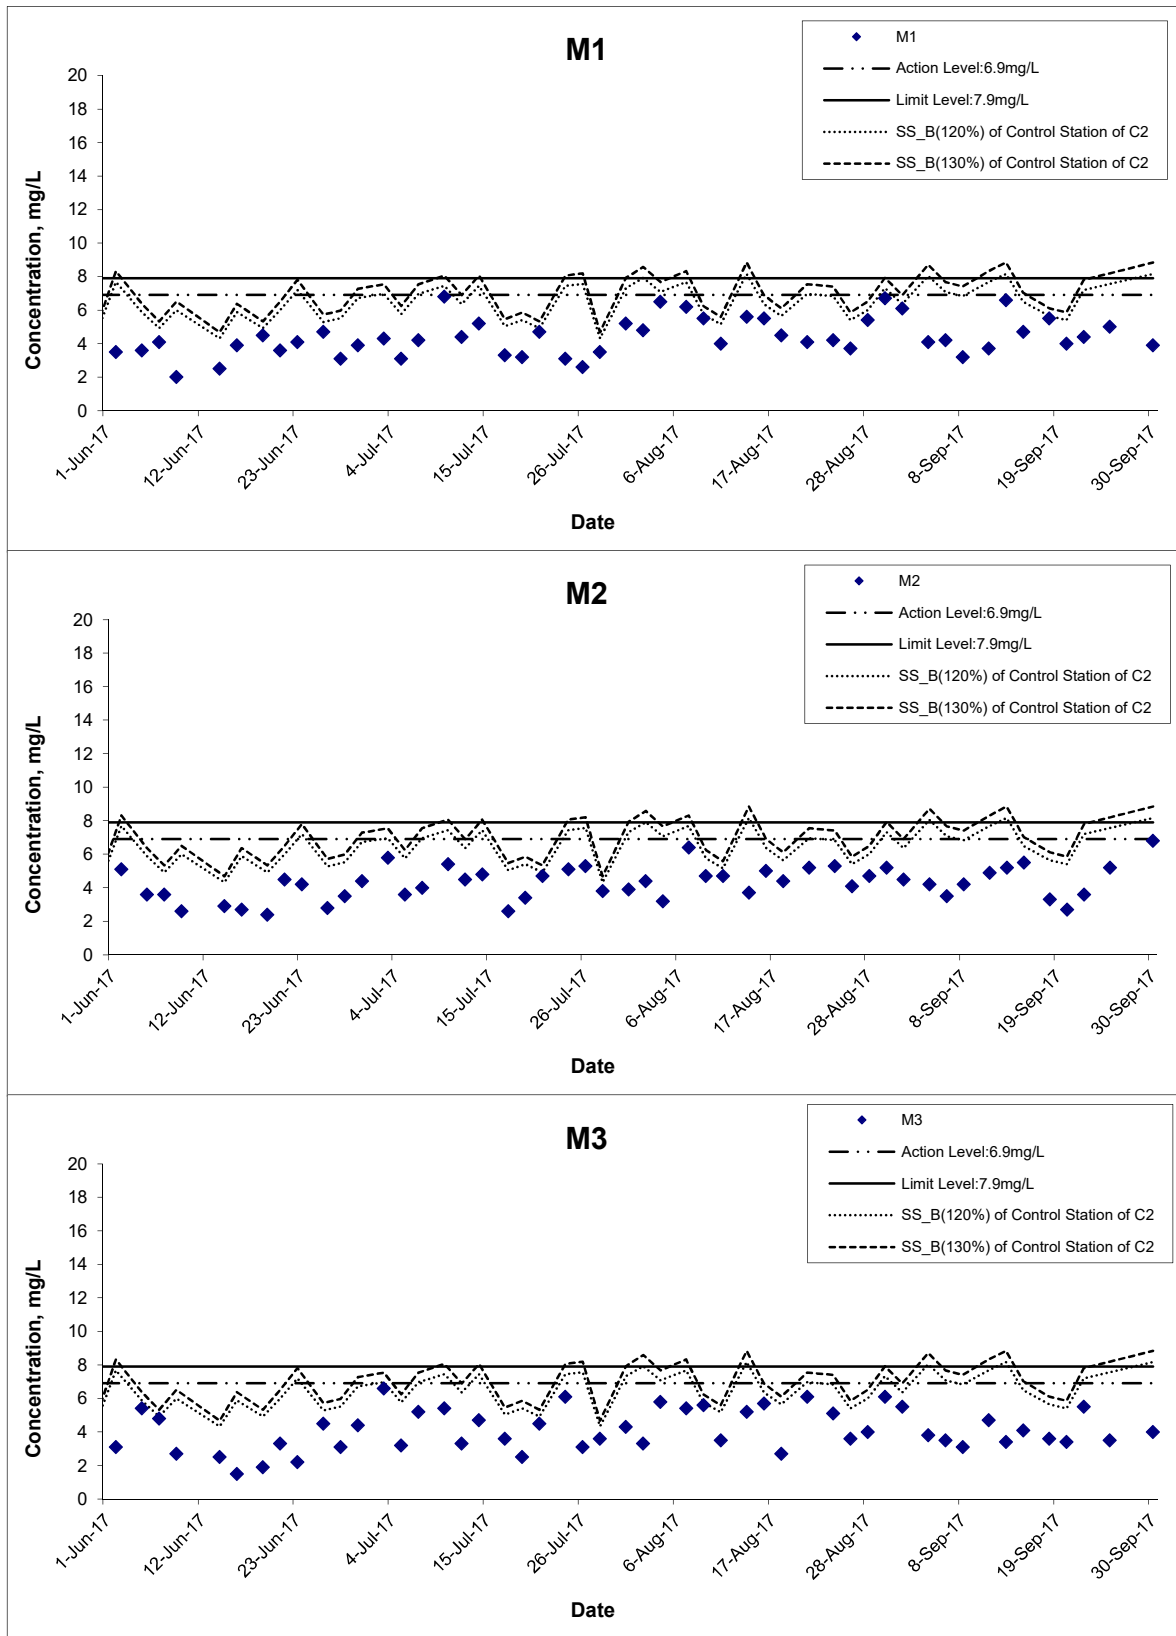 M1
M1
Action Level:6.9mg/L
Limit Level:7.9mg/L
SS_B(120%) of Control Station of C2
SS_B(130%) of Control Station of C2
Concentration, mg/L
20
18
16
14
12
10
8
6
4
2
0
1-Jun-17
12-Jun-17
23-Jun-17
4-Jul-17
15-Jul-17
26-Jul-17
6-Aug-17
17-Aug-17
28-Aug-17
8-Sep-17
19-Sep-17
30-Sep-17
Date
M2
M2
Action Level:6.9mg/L
Limit Level:7.9mg/L
SS_B(120%) of Control Station of C2
SS_B(130%) of Control Station of C2
Concentration, mg/L
20
18
16
14
12
10
8
6
4
2
0
1-Jun-17
12-Jun-17
23-Jun-17
4-Jul-17
15-Jul-17
26-Jul-17
6-Aug-17
17-Aug-17
28-Aug-17
8-Sep-17
19-Sep-17
30-Sep-17
Date
M3
M3
Action Level:6.9mg/L
Limit Level:7.9mg/L
SS_B(120%) of Control Station of C2
SS_B(130%) of Control Station of C2
Concentration, mg/L
20
18
16
14
12
10
8
6
4
2
0
1-Jun-17
12-Jun-17
23-Jun-17
4-Jul-17
15-Jul-17
26-Jul-17
6-Aug-17
17-Aug-17
28-Aug-17
8-Sep-17
19-Sep-17
30-Sep-17
Date